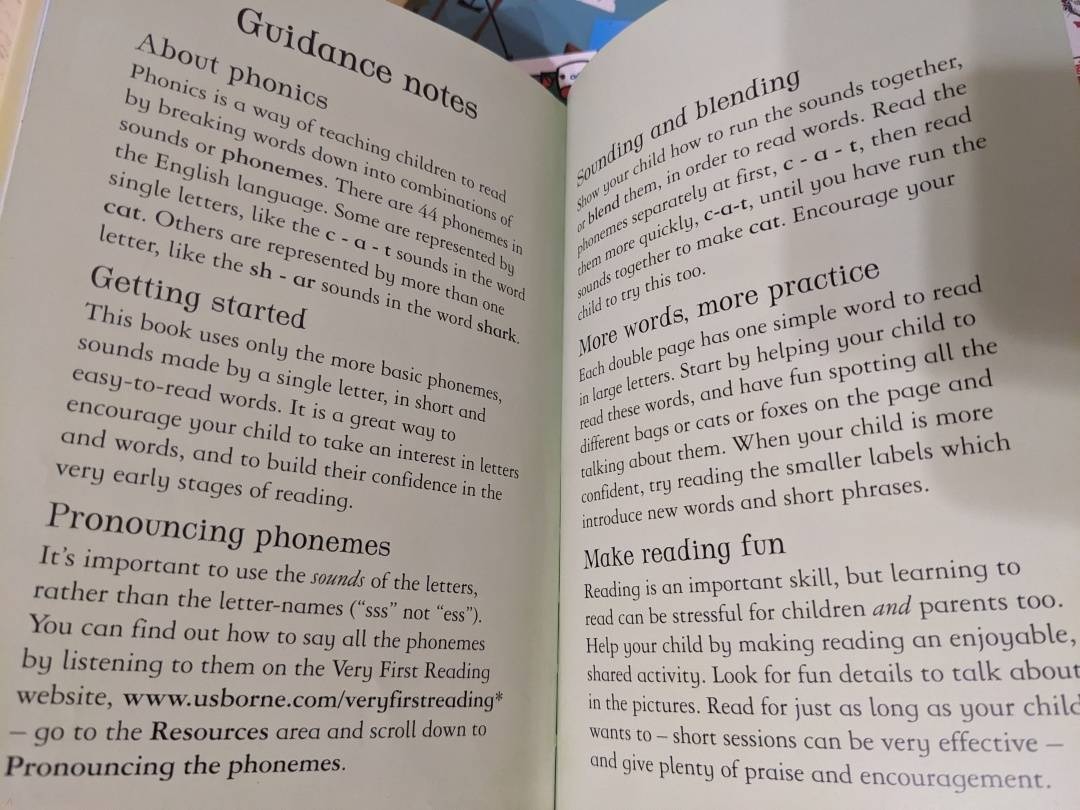 Guidance notes
About phonics
Phonics is a way of teaching children to read
by breaking words down into combinations of
sounds or phonemes. There are 44 phonemes in
the English language. Some are represented by
single letters, like the c - a - t sounds in the word
cat. Others are represented by more than one
letter, like the sh - ar sounds in the word shark.
Getting started
This book uses only the more basic phonemes,
sounds made by a single letter, in short and
easy-to-read words. It is a great way to
encourage your child to take an interest in letters
and words, and to build their confidence in the
very early stages of reading.
Pronouncing phonemes
It's important to use the sounds of the letters,
rather than the letter-names ("sss" not "ess").
You can find out how to say all the phonemes
by listening to them on the Very First Reading
website, www.usborne.com/veryfirstreading*
– go to the Resources area and scroll down to
Pronouncing the phonemes.
Sounding and blending
Show your child how to run the sounds together,
or blend them, in order to read words. Read the
phonemes separately at first, c - a - t, then read
them more quickly, c-a-t, until you have run the
sounds together to make cat. Encourage your
child to try this too.
More words, more practice
Each double page has one simple word to read
in large letters. Start by helping your child to
read these words, and have fun spotting all the
different bags or cats or foxes on the page and
talking about them. When your child is more
confident, try reading the smaller labels which
introduce new words and short phrases.
Make reading fun
Reading is an important skill, but learning to
read can be stressful for children and parents too.
Help your child by making reading an enjoyable,
shared activity. Look for fun details to talk about
in the pictures. Read for just as long as your child
wants to – short sessions can be very effective –
and give plenty of praise and encouragement.